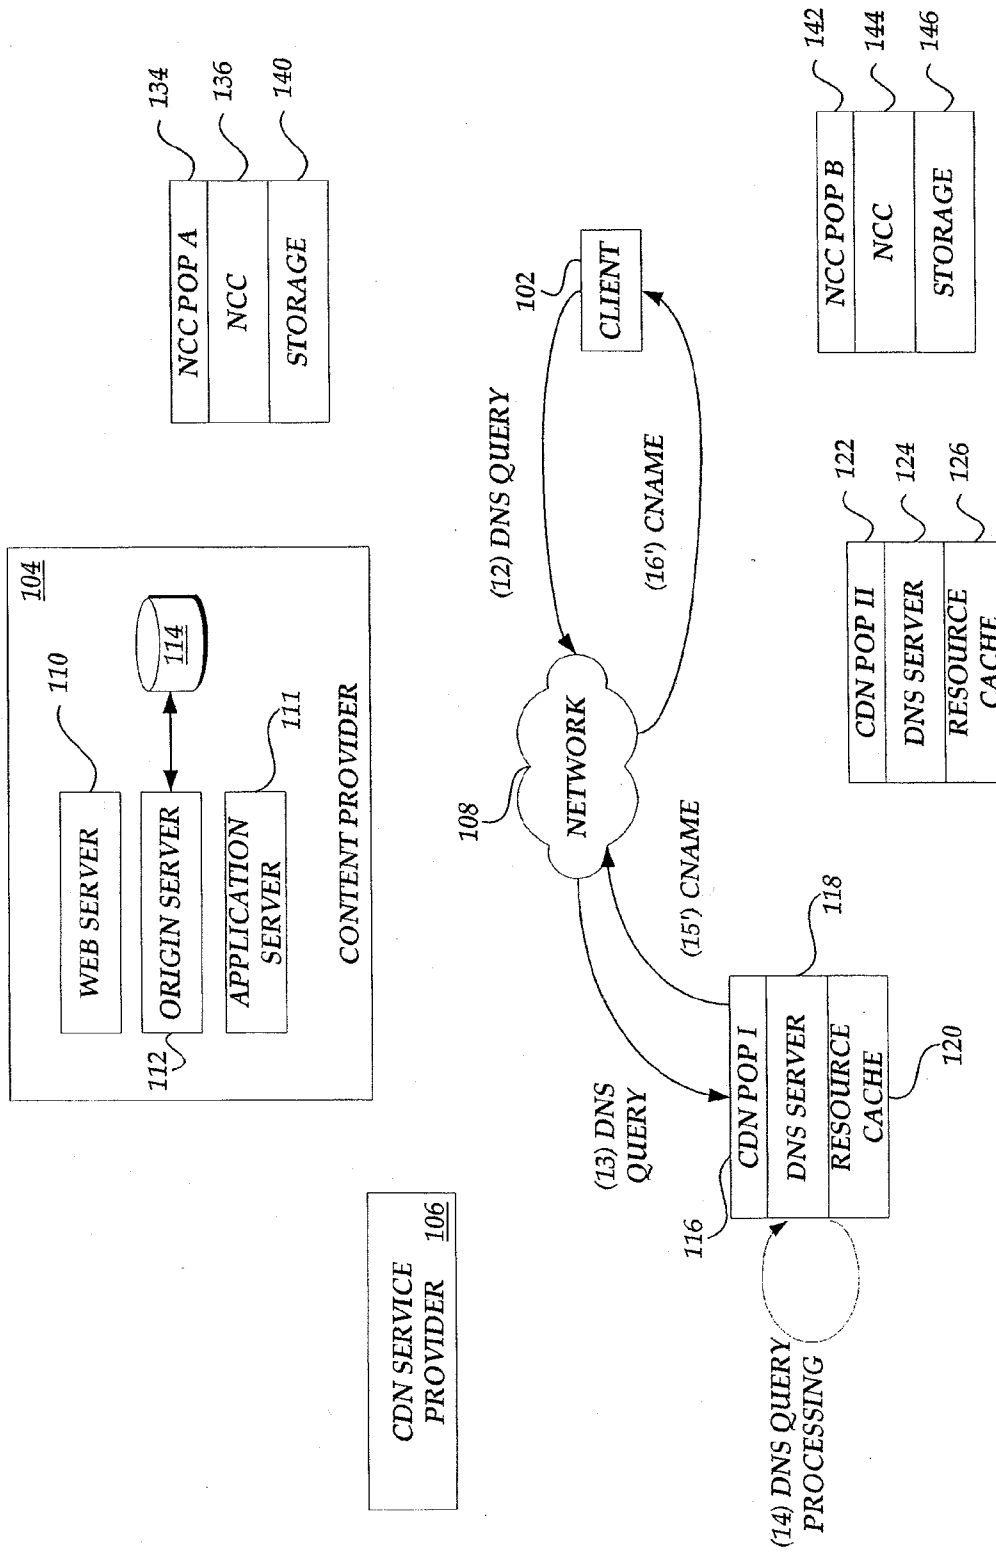 104
WEB SERVER
110
ORIGIN SERVER
112
114
APPLICATION
SERVER
111
CONTENT PROVIDER
NCC POP A
134
NCC
136
STORAGE
140
CDN SERVICE
PROVIDER
106
(12) DNS QUERY
102
CLIENT
(16') CNAME
108
NETWORK
(13) DNS
QUERY
(15') CNAME
116
CDN POP I
DNS SERVER
118
RESOURCE
CACHE
120
(14) DNS QUERY
PROCESSING
CDN POP II
122
DNS SERVER
124
RESOURCE
CACHE
126
NCC POP B
142
NCC
144
STORAGE
146